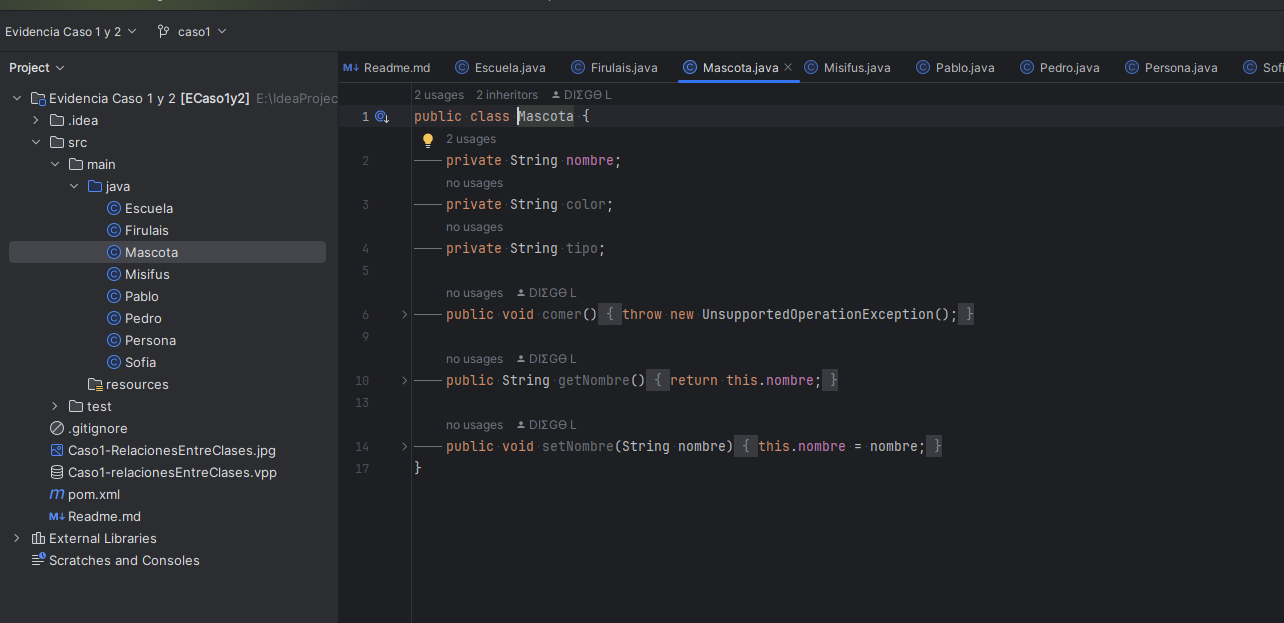 Evidencia Caso 1 y 2 caso1
Project
Readme.md Escuela.java Firulais.java Mascota.java Misifus.java Pablo.java Pedro.java Persona.java Sofi
Evidencia Caso 1 y 2 [ECaso1y2] E:\IdeaProjec
.idea
src
main
java
Escuela
Firulais
Mascota
Misifus
Pablo
Pedro
Persona
Sofia
resources
test
.gitignore
Caso1-RelacionesEntreClases.jpg
Caso1-relacionesEntreClases.vpp
pom.xml
Readme.md
External Libraries
Scratches and Consoles
2 usages 2 inheritors DIΣGӨ L
1 public class Mascota {
2 usages
2 private String nombre;
no usages
3 private String color;
no usages
4 private String tipo;
5
no usages DIΣGӨ L
6 public void comer() { throw new UnsupportedOperationException(); }
9
no usages DIΣGӨ L
10 public String getNombre() { return this.nombre; }
13
no usages DIΣGӨ L
14 public void setNombre(String nombre) { this.nombre = nombre; }
17 }